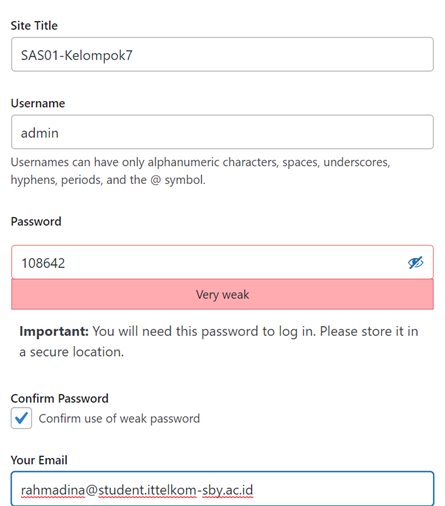 Site Title
SAS01-Kelompok7
Username
admin
Usernames can have only alphanumeric characters, spaces, underscores,
hyphens, periods, and the @ symbol.
Password
108642
Very weak
Important: You will need this password to log in. Please store it in
a secure location.
Confirm Password
Confirm use of weak password
Your Email
rahmadina@student.ittelkom-sby.ac.id